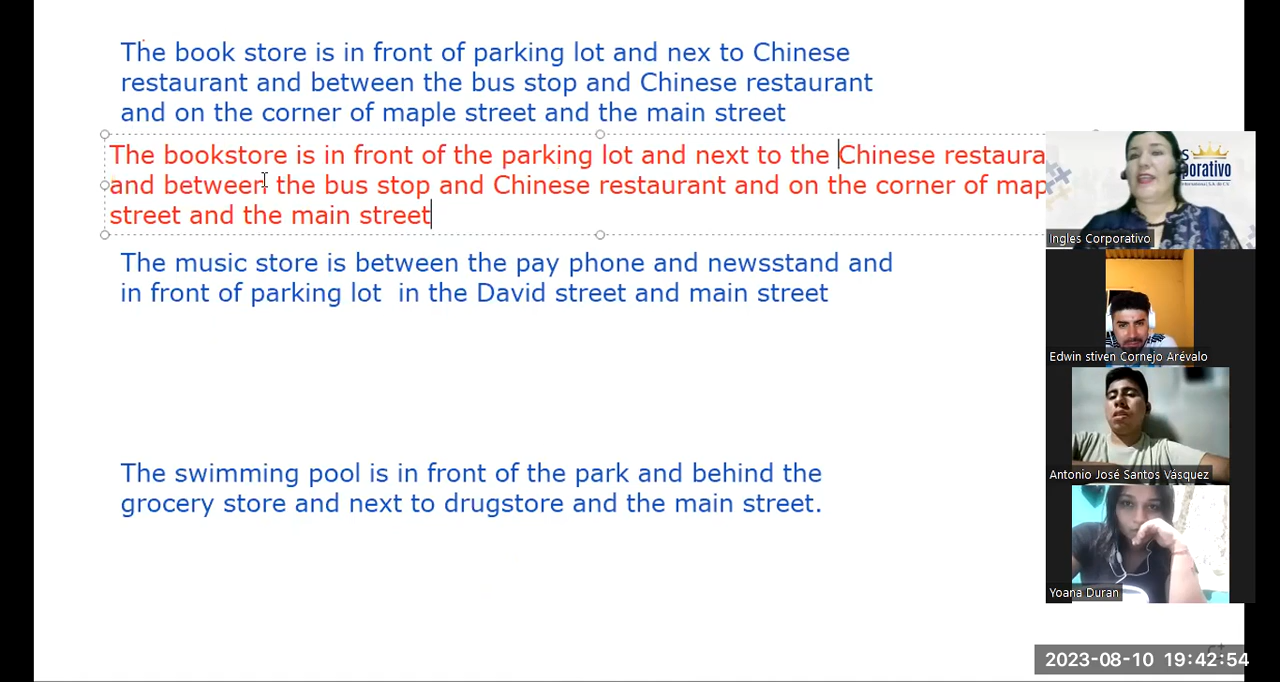 The book store is in front of parking lot and nex to Chinese
restaurant and between the bus stop and Chinese restaurant
and on the corner of maple street and the main street
The bookstore is in front of the parking lot and next to the Chinese restaura
and between the bus stop and Chinese restaurant and on the corner of map
street and the main street
The music store is between the pay phone and newsstand and
in front of parking lot in the David street and main street
The swimming pool is in front of the park and behind the
grocery store and next to drugstore and the main street.
Ingles Corporativo
Edwin stiven Cornejo Arévalo
Antonio José Santos Vásquez
Yoana Duran
2023-08-10 19:42:54